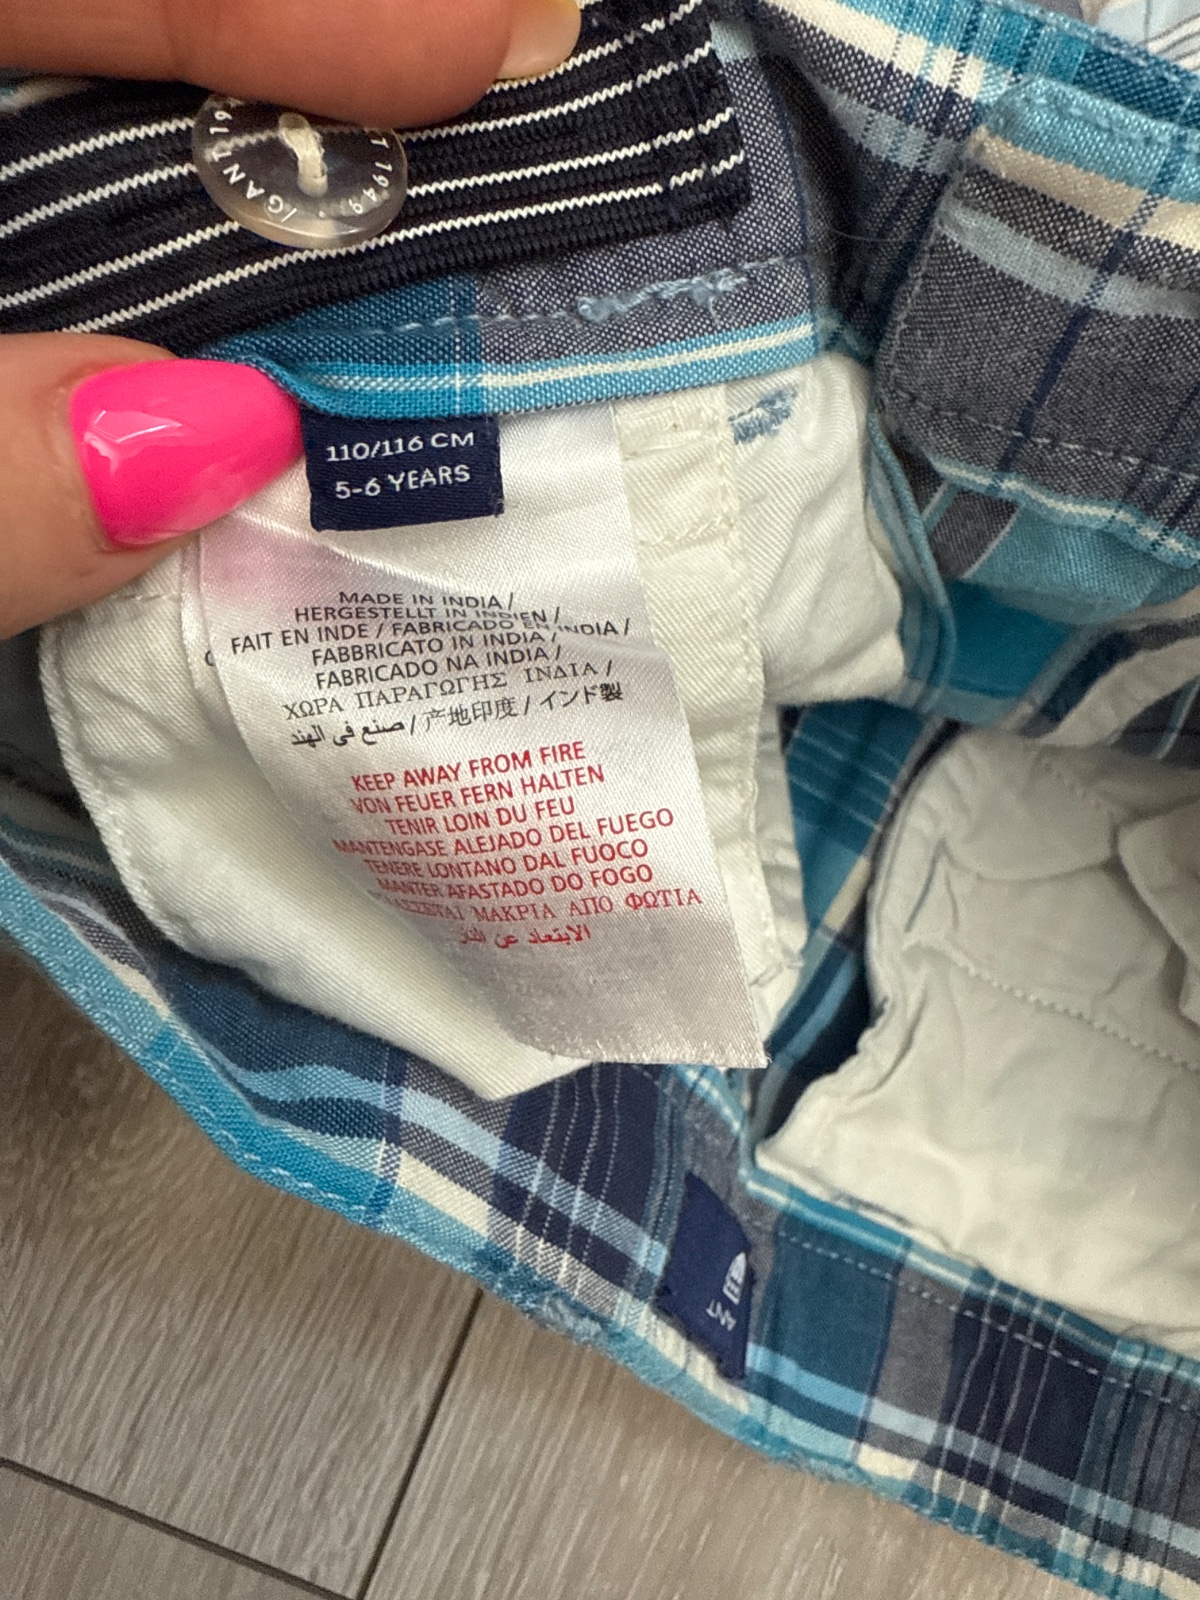 110/116 CM
5-6 YEARS
MADE IN INDIA /
HERGESTELLT IN INDIEN /
FAIT EN INDE / FABRICADO EN INDIA /
FABBRICATO IN INDIA /
FABRICADO NA INDIA /
ΧΩΡΑ ΠΑΡΑΓΩΓΗΣ ΙΝΔΙΑ /
صنع في الهند / 产地印度 / インド製
KEEP AWAY FROM FIRE
VON FEUER FERN HALTEN
TENIR LOIN DU FEU
MANTENGASE ALEJADO DEL FUEGO
TENERE LONTANO DAL FUOCO
MANTER AFASTADO DO FOGO
ΜΑΚΡΙΑ ΑΠΟ ΦΩΤΙΑ
الابتعاد عن النار